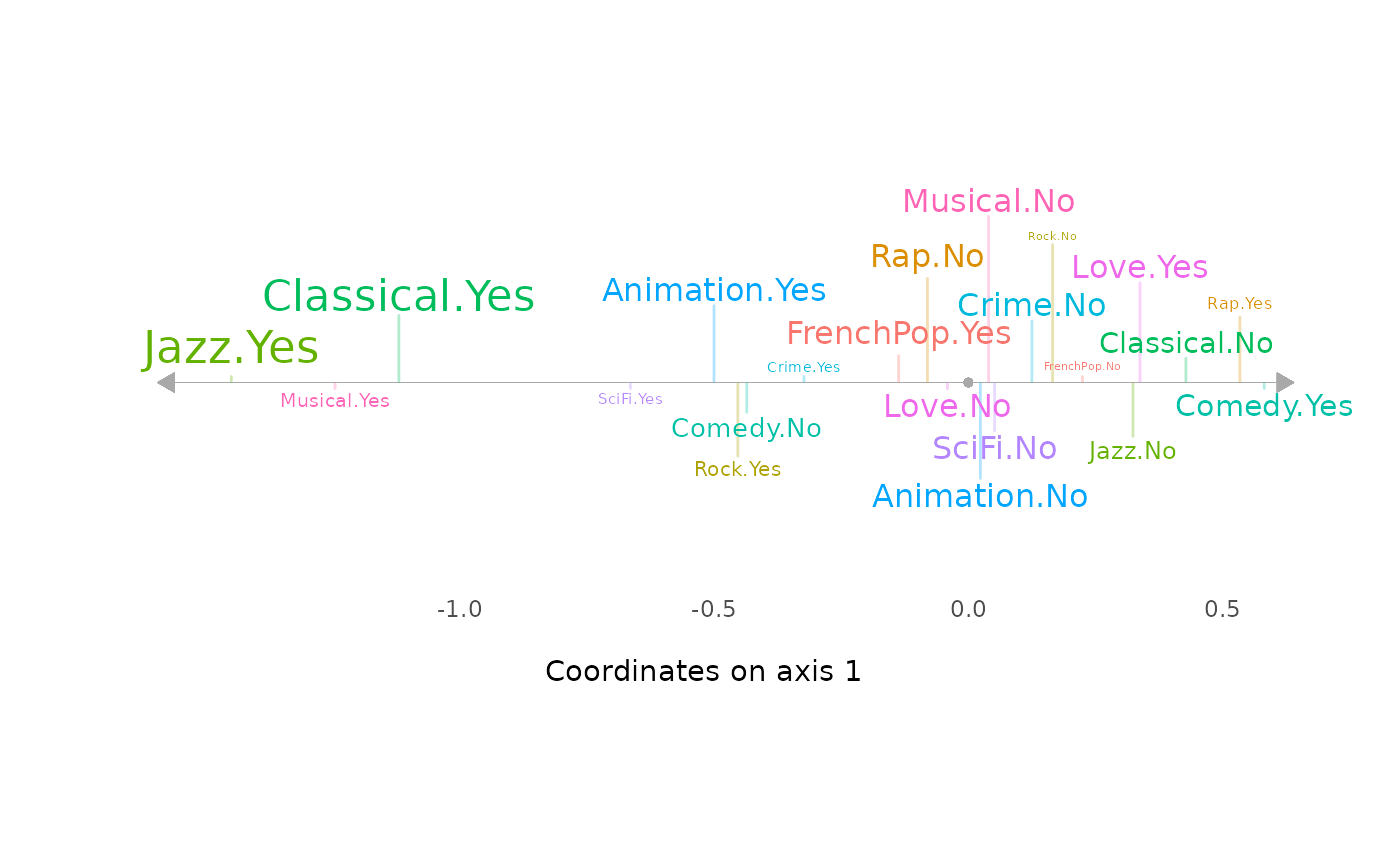 Musical.No
Rock.No
Rap.No
Love.Yes
Animation.Yes
Classical.Yes
Crime.No
Rap.Yes
FrenchPop.Yes
Classical.No
Jazz.Yes
Crime.Yes
FrenchPop.No
Musical.Yes
SciFi.Yes
Love.No
Comedy.Yes
Comedy.No
SciFi.No
Jazz.No
Rock.Yes
Animation.No
-1.0
-0.5
0.0
0.5
Coordinates on axis 1